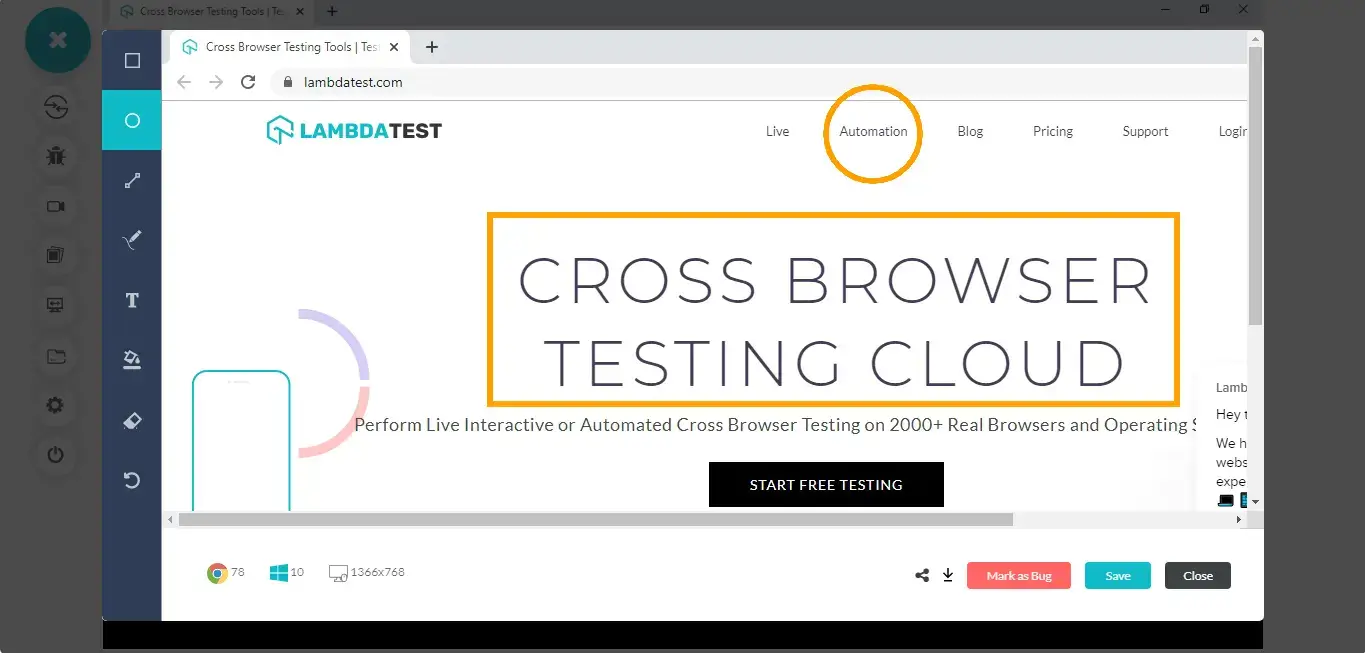 Cross Browser Testing Tools | Te
Cross Browser Testing Tools | Tes
lambdatest.com
LAMBDATEST
Live
Automation
Blog
Pricing
Support
Login
CROSS BROWSER
TESTING CLOUD
Perform Live Interactive or Automated Cross Browser Testing on 2000+ Real Browsers and Operating S
START FREE TESTING
Lamb
Hey t
We h
webs
expe
T
78
10
1366x768
Mark as Bug
Save
Close